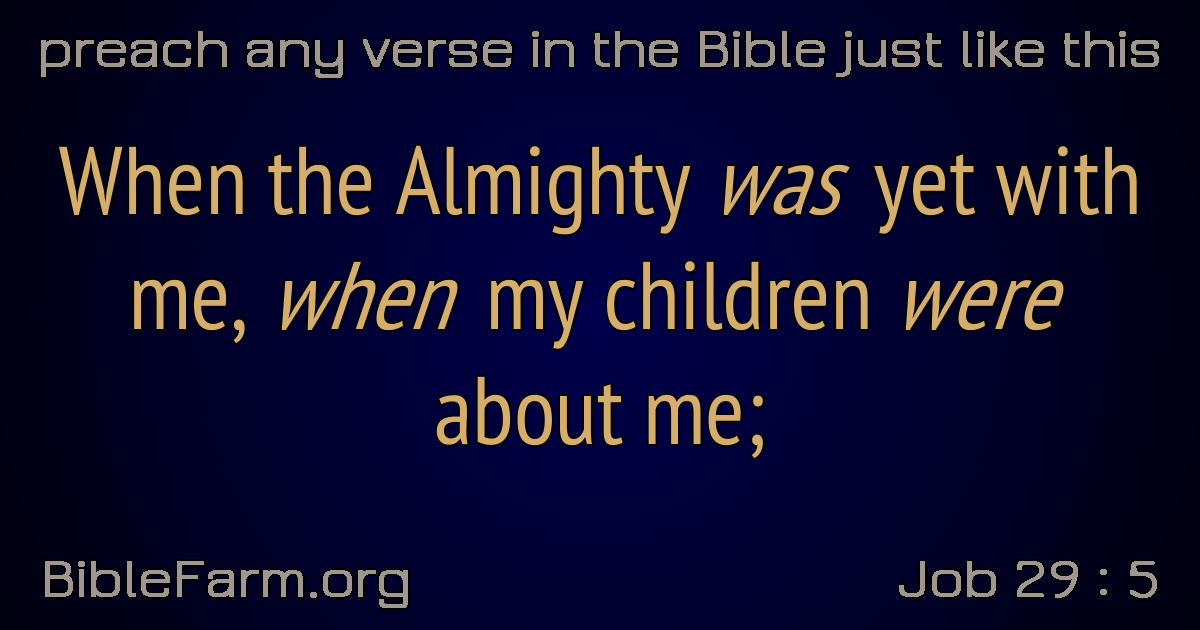 preach any verse in the Bible just like this
When the Almighty was yet with
me, when my children were
about me;
BibleFarm.org
Job 29 : 5